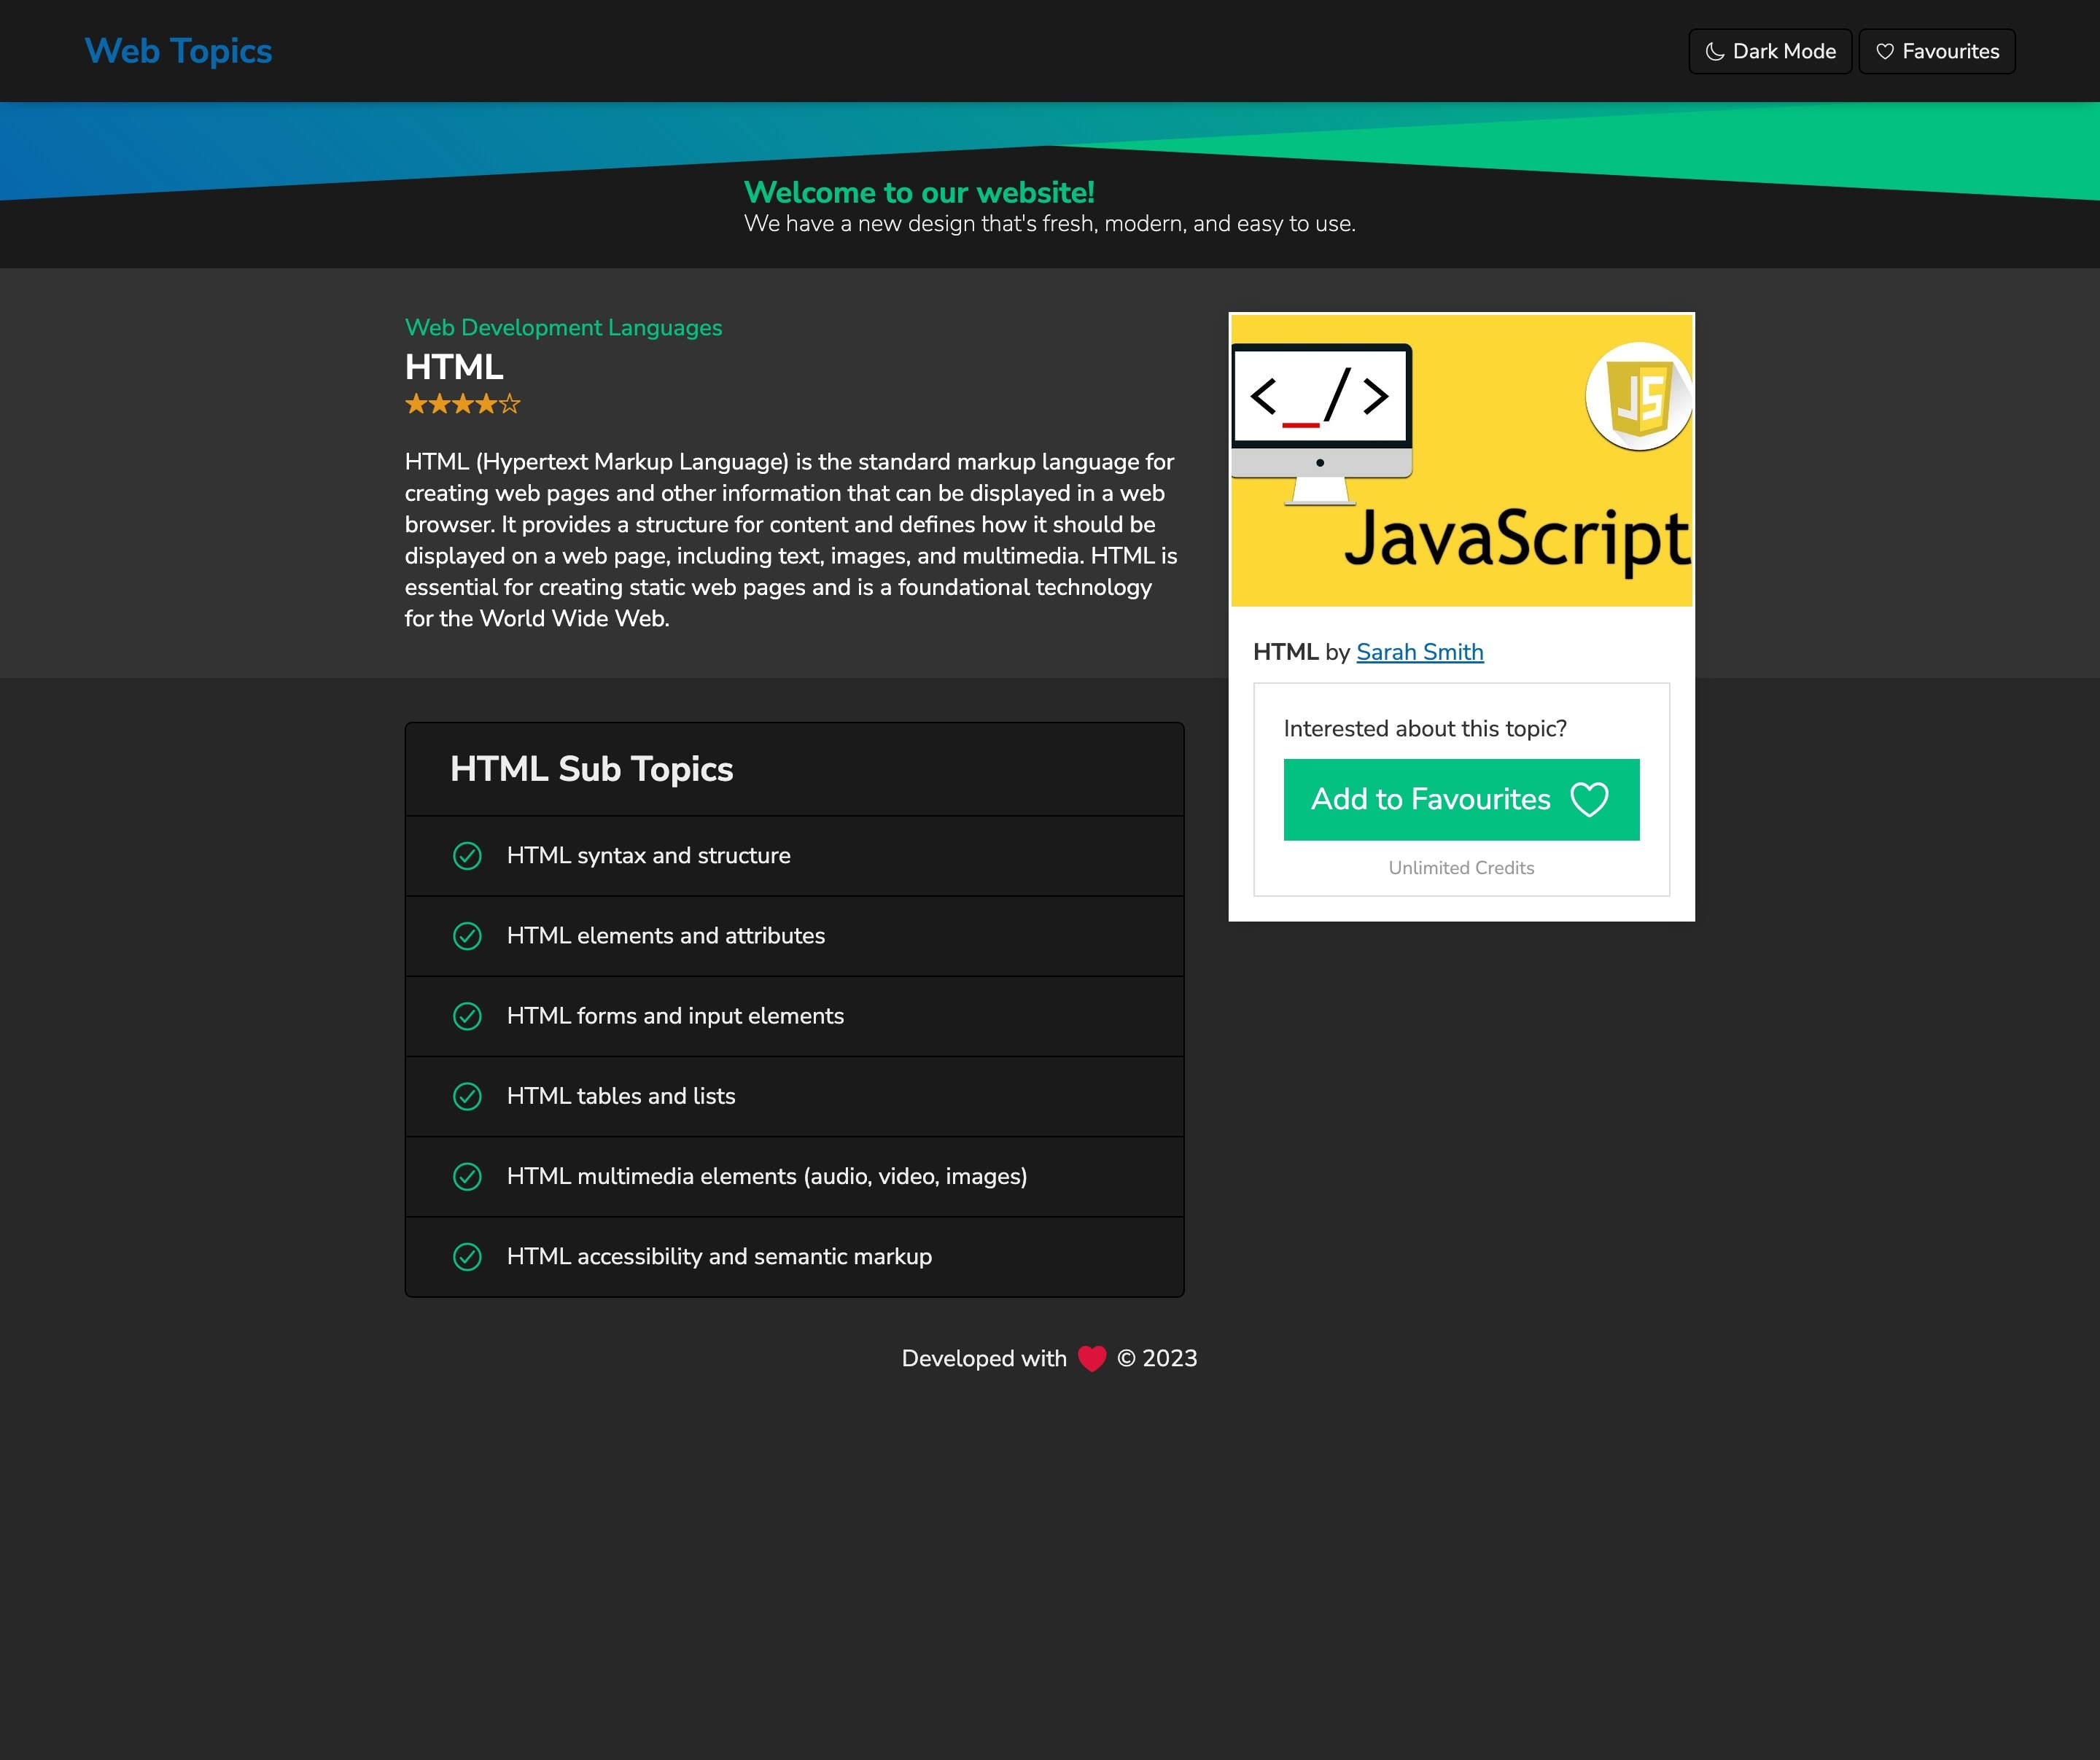 Web Topics
Dark Mode
Favourites
Welcome to our website!
We have a new design that's fresh, modern, and easy to use.
Web Development Languages
HTML
HTML (Hypertext Markup Language) is the standard markup language for
creating web pages and other information that can be displayed in a web
browser. It provides a structure for content and defines how it should be
displayed on a web page, including text, images, and multimedia. HTML is
essential for creating static web pages and is a foundational technology
for the World Wide Web.
<_/>
JS
JavaScript
HTML by Sarah Smith
Interested about this topic?
Add to Favourites
Unlimited Credits
HTML Sub Topics
HTML syntax and structure
HTML elements and attributes
HTML forms and input elements
HTML tables and lists
HTML multimedia elements (audio, video, images)
HTML accessibility and semantic markup
Developed with ❤ © 2023